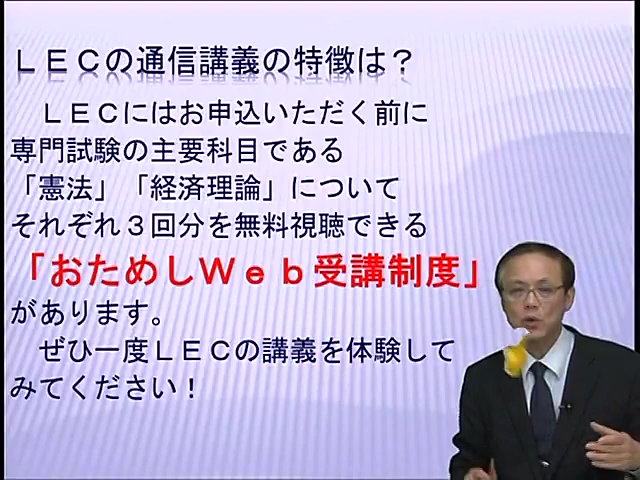 ＬＥＣの通信講義の特徴は？
ＬＥＣにはお申込いただく前に
専門試験の主要科目である
「憲法」「経済理論」について
それぞれ３回分を無料視聴できる
「おためしＷｅｂ受講制度」
があります。
ぜひ一度ＬＥＣの講義を体験して
みてください！